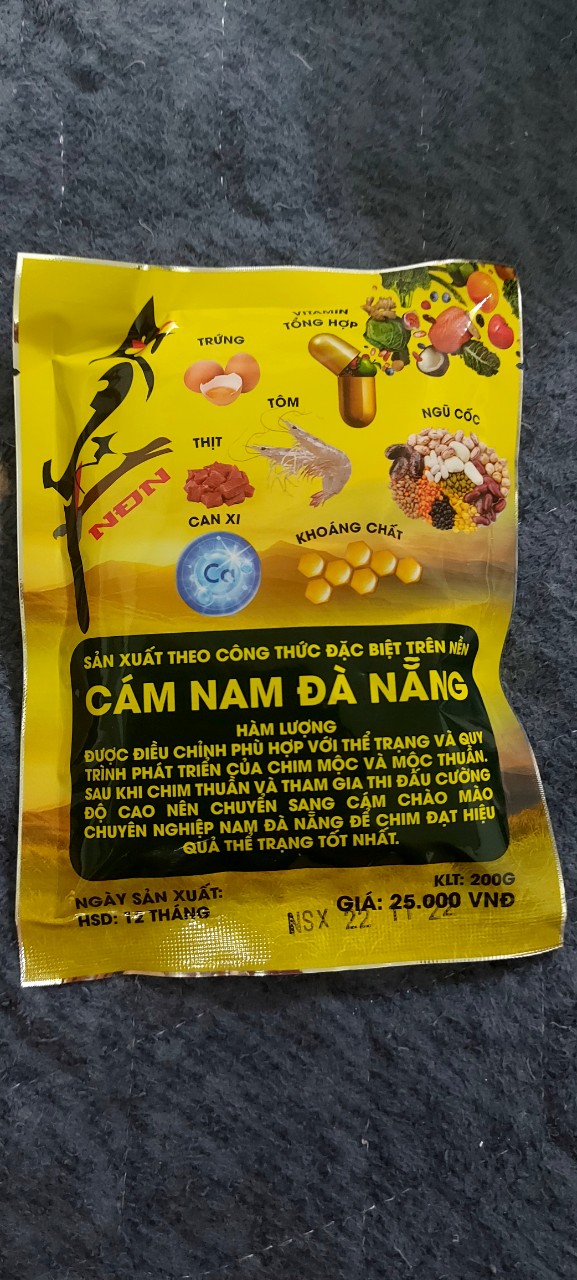 VITAMIN
TỔNG HỢP
TRỨNG
TÔM
NGŨ CỐC
THỊT
NĐN
CAN XI
KHOÁNG CHẤT
Ca
SẢN XUẤT THEO CÔNG THỨC ĐẶC BIỆT TRÊN NỀN
CÁM NAM ĐÀ NẴNG
HÀM LƯỢNG
ĐƯỢC ĐIỀU CHỈNH PHÙ HỢP VỚI THỂ TRẠNG VÀ QUY
TRÌNH PHÁT TRIỂN CỦA CHIM MỘC VÀ MỘC THUẦN.
SAU KHI CHIM THUẦN VÀ THAM GIA THI ĐẤU CƯỜNG
ĐỘ CAO NÊN CHUYỂN SANG CÁM CHÀO MÀO
CHUYÊN NGHIỆP NAM ĐÀ NẴNG ĐỂ CHIM ĐẠT HIỆU
QUẢ THỂ TRẠNG TỐT NHẤT.
KLT: 200G
NGÀY SẢN XUẤT:
GIÁ: 25.000 VNĐ
HSD: 12 THÁNG
NSX 22 11 22